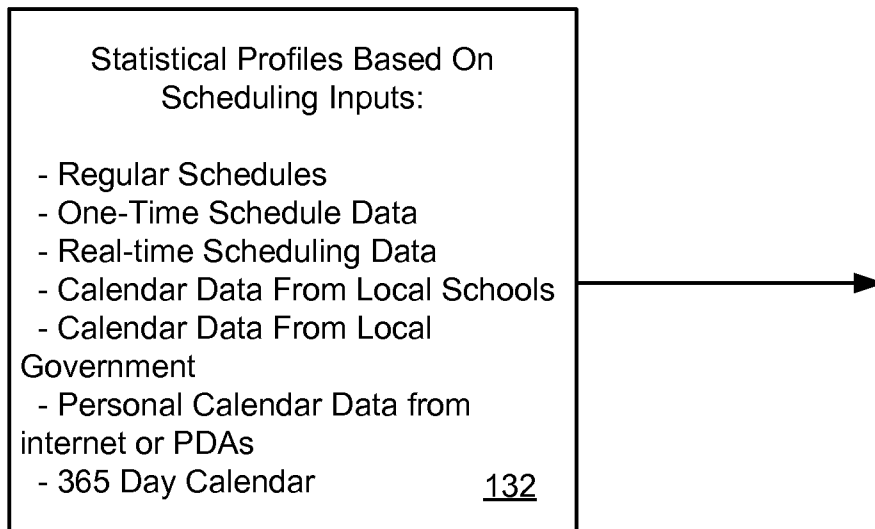 Statistical Profiles Based On
Scheduling Inputs:
- Regular Schedules
- One-Time Schedule Data
- Real-time Scheduling Data
- Calendar Data From Local Schools
- Calendar Data From Local
Government
- Personal Calendar Data from
internet or PDAs
- 365 Day Calendar 132